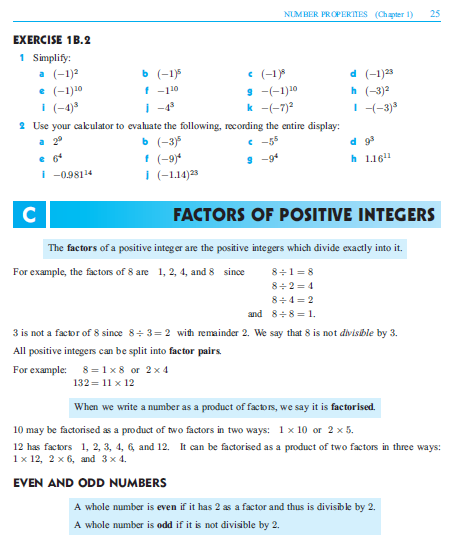 NUMBER PROPERTIES (Chapter 1) 25
EXERCISE 1B.2
1 Simplify:
a (−1)² b (−1)⁵ c (−1)⁸ d (−1)²³
e (−1)¹⁰ f −1¹⁰ g −(−1)¹⁰ h (−3)²
i (−4)³ j −4³ k −(−7)² l −(−3)³
2 Use your calculator to evaluate the following, recording the entire display:
a 2⁹ b (−3)⁵ c −5⁵ d 9³
e 6⁴ f (−9)⁴ g −9⁴ h 1.16¹¹
i −0.981¹⁴ j (−1.14)²³
C FACTORS OF POSITIVE INTEGERS
The factors of a positive integer are the positive integers which divide exactly into it.
For example, the factors of 8 are 1, 2, 4, and 8 since 8 ÷ 1 = 8
8 ÷ 2 = 4
8 ÷ 4 = 2
and 8 ÷ 8 = 1.
3 is not a factor of 8 since 8 ÷ 3 = 2 with remainder 2. We say that 8 is not divisible by 3.
All positive integers can be split into factor pairs.
For example: 8 = 1 × 8 or 2 × 4
132 = 11 × 12
When we write a number as a product of factors, we say it is factorised.
10 may be factorised as a product of two factors in two ways: 1 × 10 or 2 × 5.
12 has factors 1, 2, 3, 4, 6, and 12. It can be factorised as a product of two factors in three ways:
1 × 12, 2 × 6, and 3 × 4.
EVEN AND ODD NUMBERS
A whole number is even if it has 2 as a factor and thus is divisible by 2.
A whole number is odd if it is not divisible by 2.